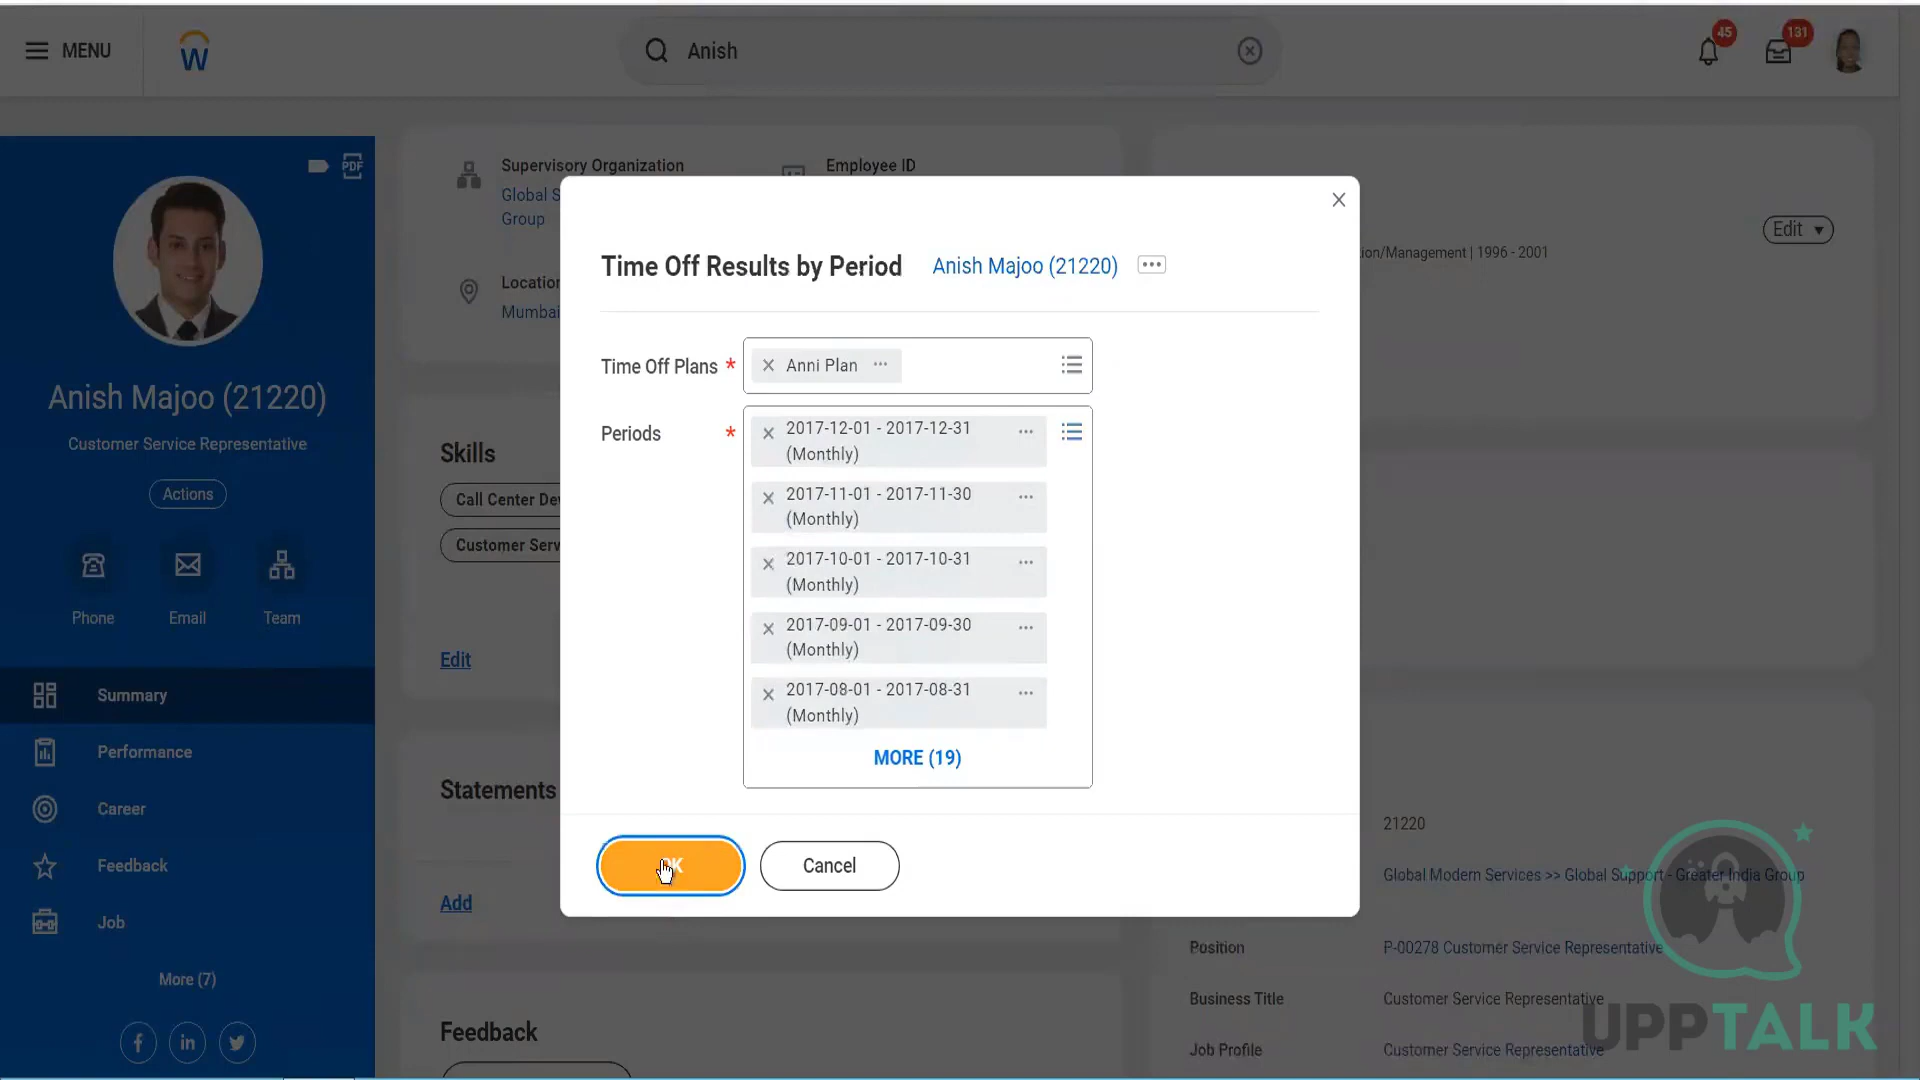 MENU
W
Anish
45
131
PDF
Anish Majoo (21220)
Customer Service Representative
Actions
Phone
Email
Team
Summary
Performance
Career
Feedback
Job
More (7)
Supervisory Organization
Global S
Group
Employee ID
Location
Mumbai
Edit
ion/Management | 1996 - 2001
Skills
Call Center De
Customer Serv
Edit
Statements
Add
Feedback
Time Off Results by Period
Anish Majoo (21220)
Time Off Plans *
Anni Plan
Periods *
2017-12-01 - 2017-12-31
(Monthly)
2017-11-01 - 2017-11-30
(Monthly)
2017-10-01 - 2017-10-31
(Monthly)
2017-09-01 - 2017-09-30
(Monthly)
2017-08-01 - 2017-08-31
(Monthly)
MORE (19)
OK
Cancel
21220
Global Modern Services >> Global Support - Greater India Group
Position
P-00278 Customer Service Representative
Business Title
Customer Service Representative
Job Profile
Customer Service Representative
UPPTALK